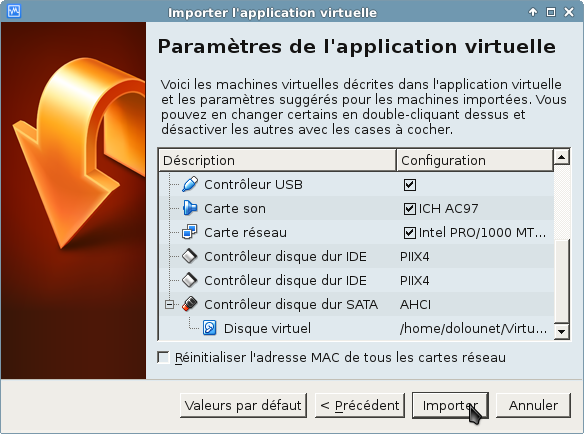 Importer l'application virtuelle
Paramètres de l'application virtuelle
Voici les machines virtuelles décrites dans l'application virtuelle
et les paramètres suggérés pour les machines importées. Vous
pouvez en changer certains en double-cliquant dessus et
désactiver les autres avec les cases à cocher.
Déscription Configuration
Contrôleur USB
Carte son ICH AC97
Carte réseau Intel PRO/1000 MT...
Contrôleur disque dur IDE PIIX4
Contrôleur disque dur IDE PIIX4
Contrôleur disque dur SATA AHCI
Disque virtuel /home/dolounet/Virtu...
Réinitialiser l'adresse MAC de tous les cartes réseau
Valeurs par défaut < Précédent Importer Annuler